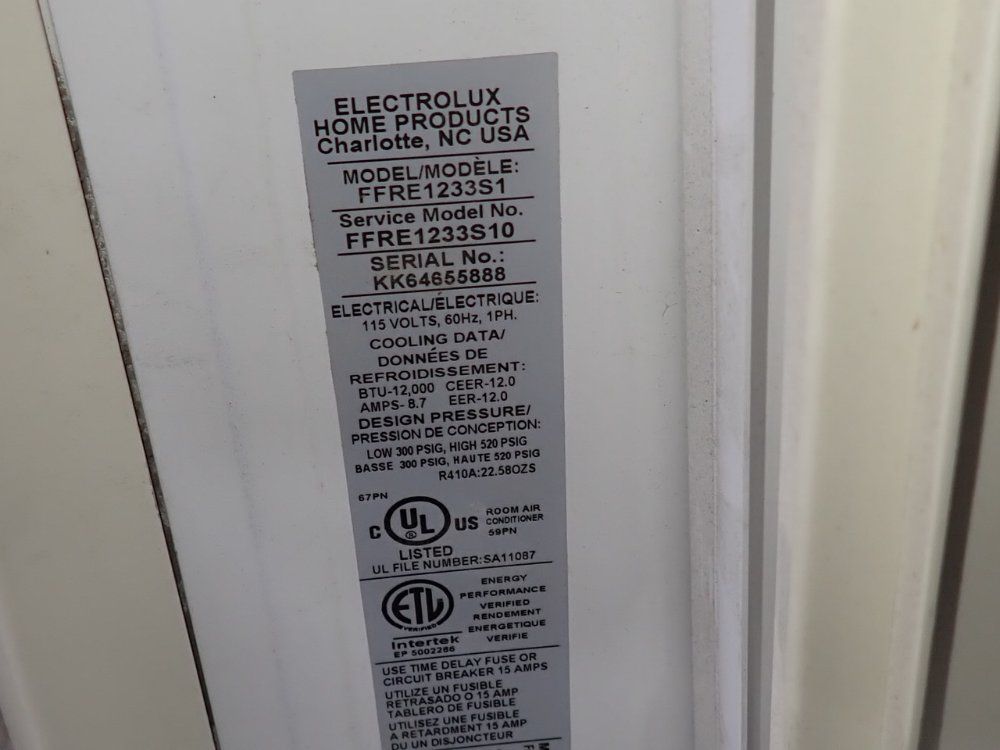 ELECTROLUX
HOME PRODUCTS
Charlotte, NC USA
MODEL/MODÈLE:
FFRE1233S1
Service Model No.
FFRE1233S10
SERIAL No.:
KK64655888
ELECTRICAL/ÉLECTRIQUE:
115 VOLTS, 60Hz, 1PH.
COOLING DATA/
DONNÉES DE
REFROIDISSEMENT:
BTU-12,000 CEER-12.0
AMPS- 8.7 EER-12.0
DESIGN PRESSURE/
PRESSION DE CONCEPTION:
LOW 300 PSIG, HIGH 520 PSIG
BASSE 300 PSIG, HAUTE 520 PSIG
R410A:22.58OZS
67PN
C UL ® US
ROOM AIR
CONDITIONER
59PN
LISTED
UL FILE NUMBER:SA11087
ETL
VERIFIED
Intertek
EP 5002266
ENERGY
PERFORMANCE
VERIFIED
RENDEMENT
ENERGETIQUE
VERIFIE
USE TIME DELAY FUSE OR
CIRCUIT BREAKER 15 AMPS
UTILIZE UN FUSIBLE
RETRASADO O 15 AMP
TABLERO DE FUSIBLE
UTILISEZ UNE FUSIBLE
A RETARDMENT 15 AMP
DU UN DISJONCTEUR